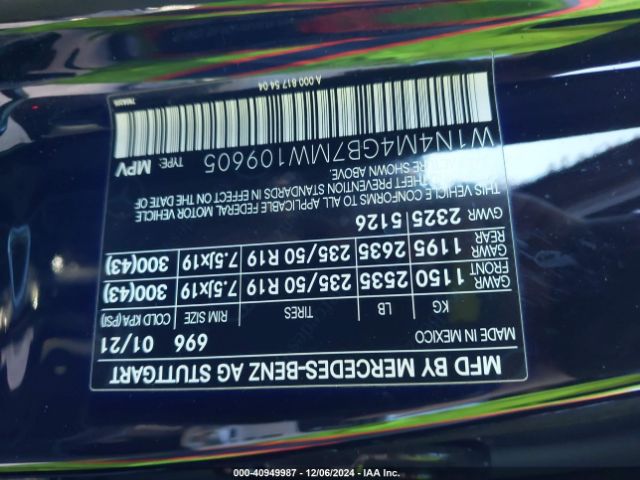 MFD BY MERCEDES-BENZ AG STUTTGART
MADE IN MEXICO
696 01/21
KG LB TIRES RIM SIZE COLD KPA(PSI)
GAWR FRONT 1150 2535 235/50 R19 7.5Jx19 300(43)
GAWR REAR 1195 2635 235/50 R19 7.5Jx19 300(43)
GWR 2325 5126
THIS VEHICLE CONFORMS TO ALL APPLICABLE FEDERAL MOTOR VEHICLE
THEFT PREVENTION STANDARDS IN EFFECT ON THE
SHOWN ABOVE.
W1N4M4GB7MW109605 TYPE: MPV
A 000 817 54 04
000-40949987 - 12/06/2024 - IAA Inc.